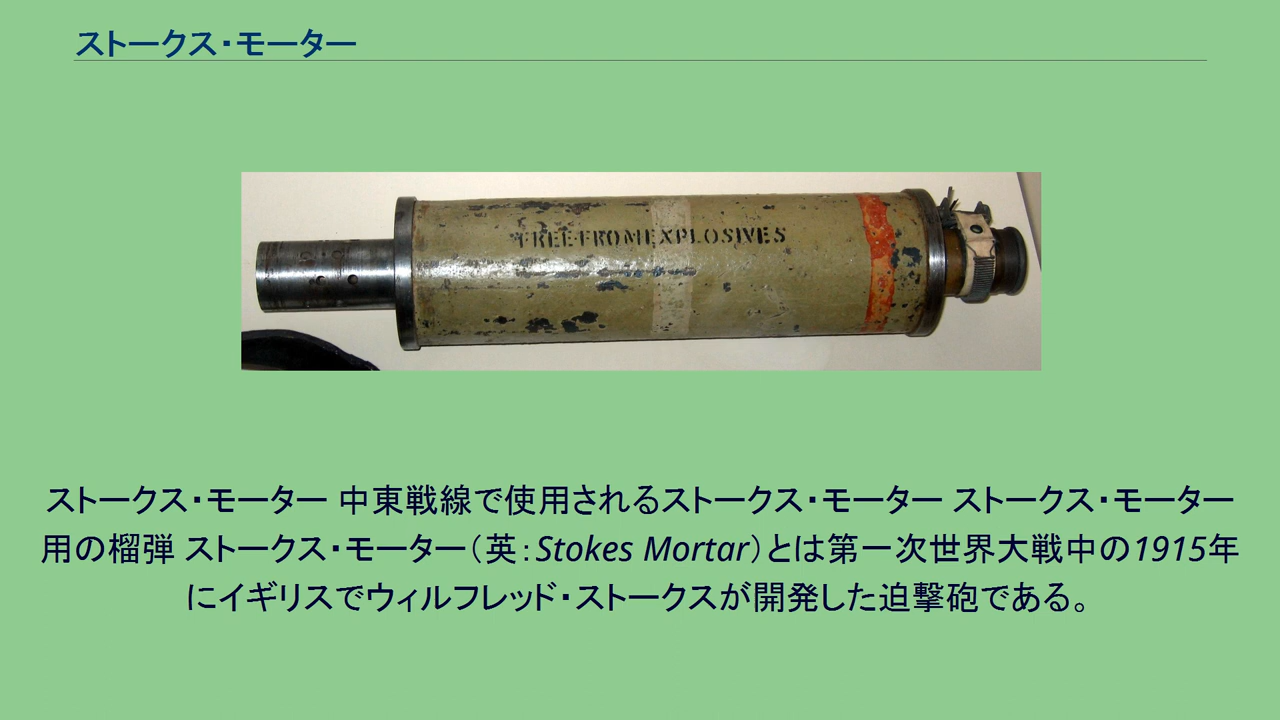 ストークス・モーター
FREE FROM EXPLOSIVES
ストークス・モーター 中東戦線で使用されるストークス・モーター ストークス・モーター
用の榴弾 ストークス・モーター（英：Stokes Mortar）とは第一次世界大戦中の1915年
にイギリスでウィルフレッド・ストークスが開発した迫撃砲である。